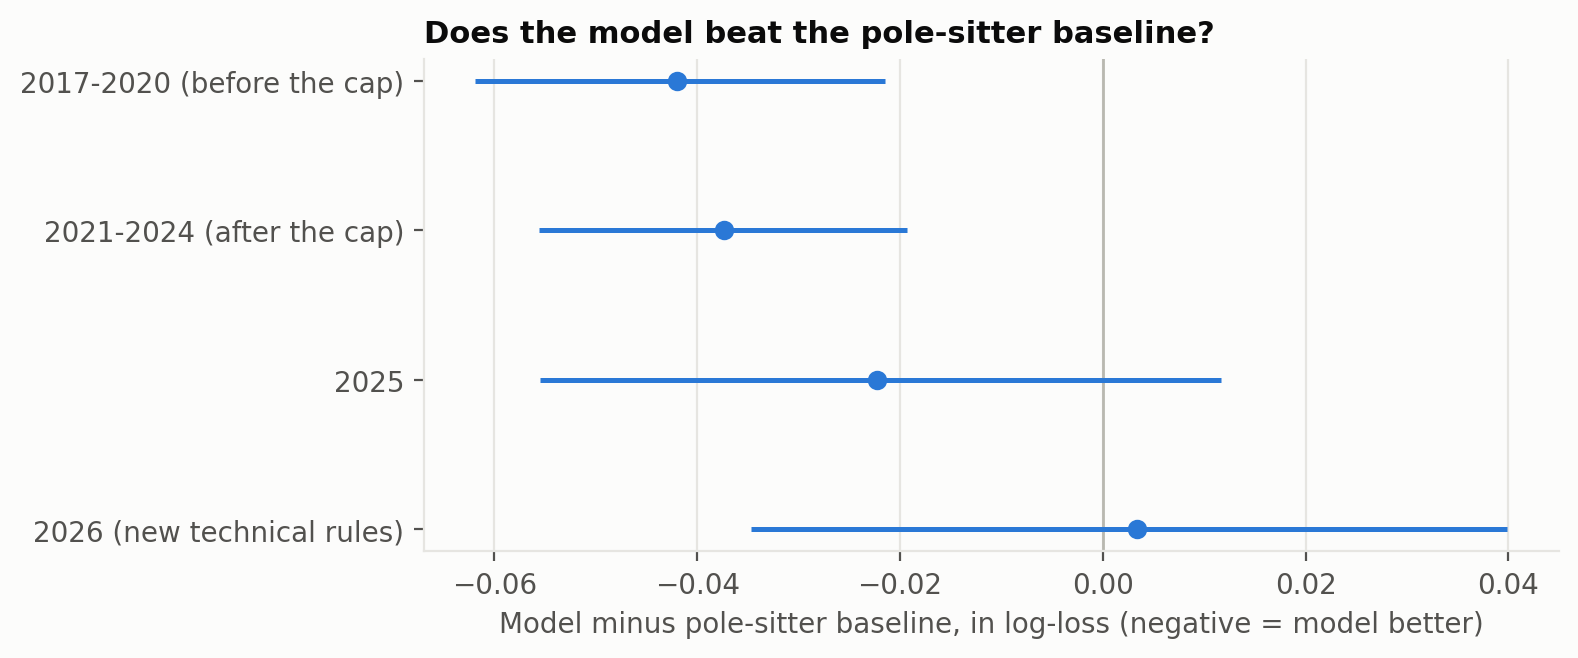 Does the model beat the pole-sitter baseline?
2017-2020 (before the cap)
2021-2024 (after the cap)
2025
2026 (new technical rules)
−0.06 −0.04 −0.02 0.00 0.02 0.04
Model minus pole-sitter baseline, in log-loss (negative = model better)